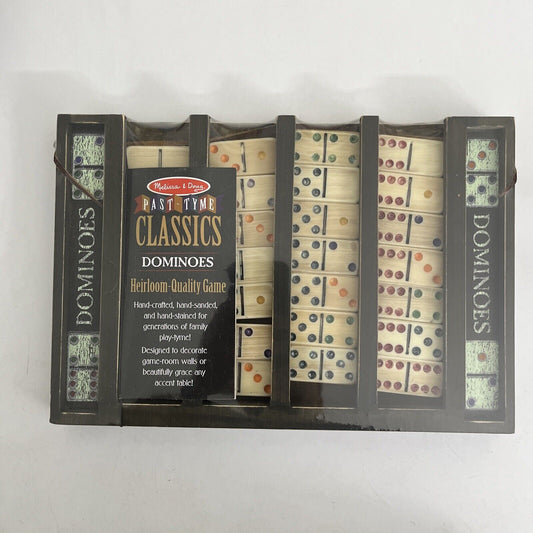 DOMINOES
Melissa & Doug
PAST-TYME
CLASSICS
DOMINOES
Heirloom-Quality Game
Hand-crafted, hand-sanded,
and hand-stained for
generations of family
play-tyme!
Designed to decorate
game-room walls or
beautifully grace any
accent table!
DOMINOES